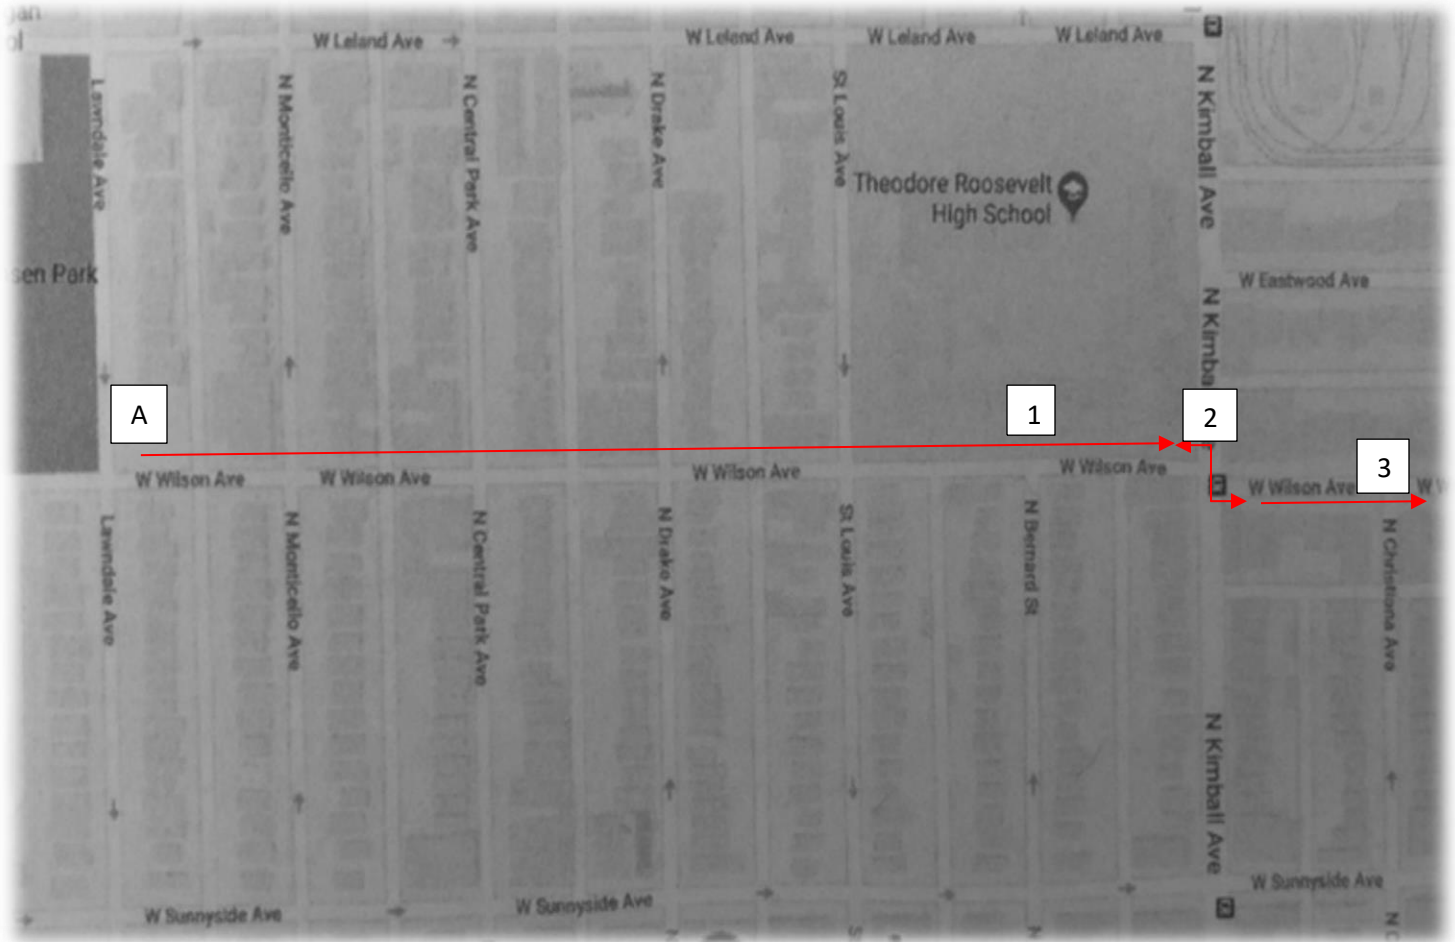 ol
W Leland Ave
W Leland Ave
W Leland Ave
W Leland Ave
Lawndale Ave
N Monticello Ave
N Central Park Ave
N Drake Ave
St Louis Ave
N Kimball Ave
Theodore Roosevelt
High School
sen Park
W Eastwood Ave
N Kimba
A
1
2
3
W Wilson Ave
W Wilson Ave
W Wilson Ave
W Wilson Ave
W Wilson Ave
W W
Lawndale Ave
N Monticello Ave
N Central Park Ave
N Drake Ave
St Louis Ave
N Bernard St
N Christiana Ave
N Kimball Ave
W Sunnyside Ave
W Sunnyside Ave
W Sunnyside Ave